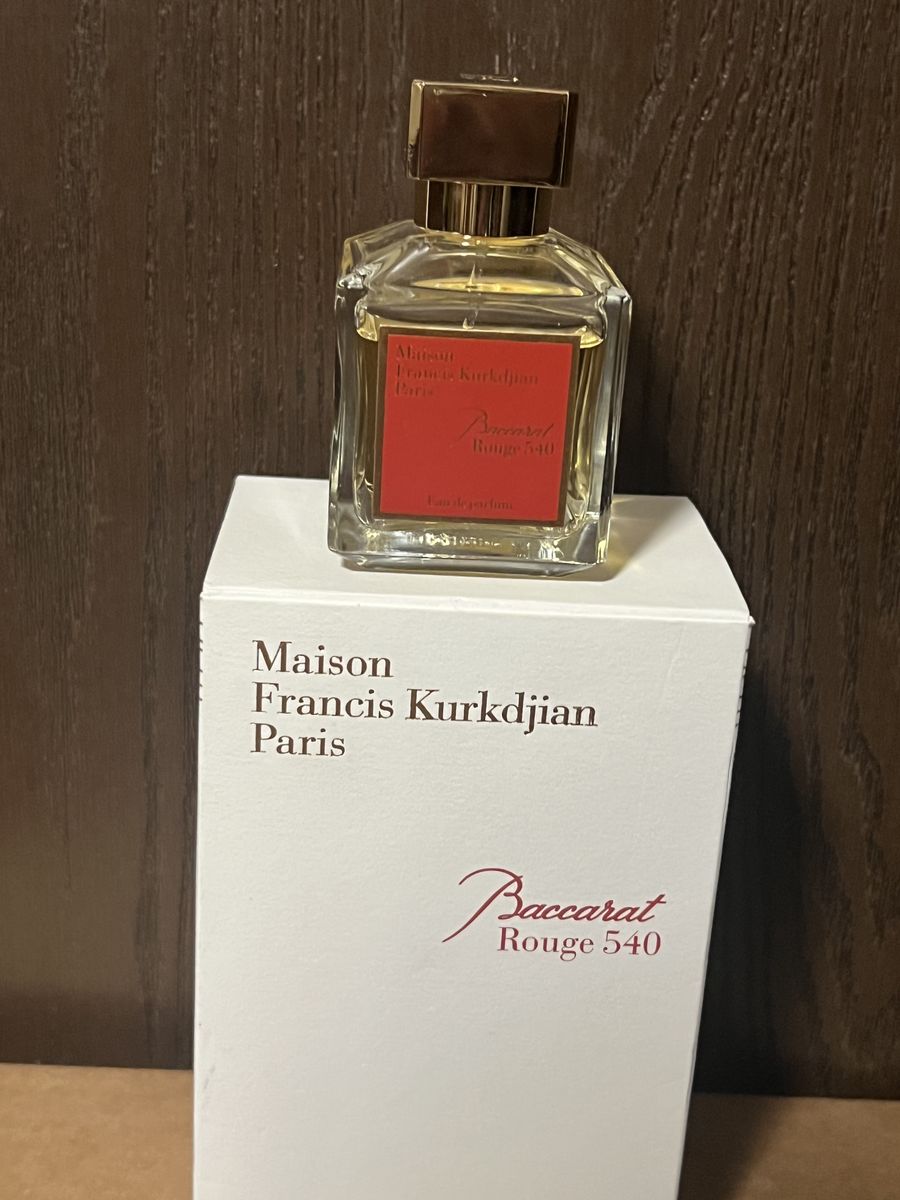 Maison
Francis Kurkdjian
Paris
Baccarat
Rouge 540
Eau de parfum
Maison
Francis Kurkdjian
Paris
Baccarat
Rouge 540